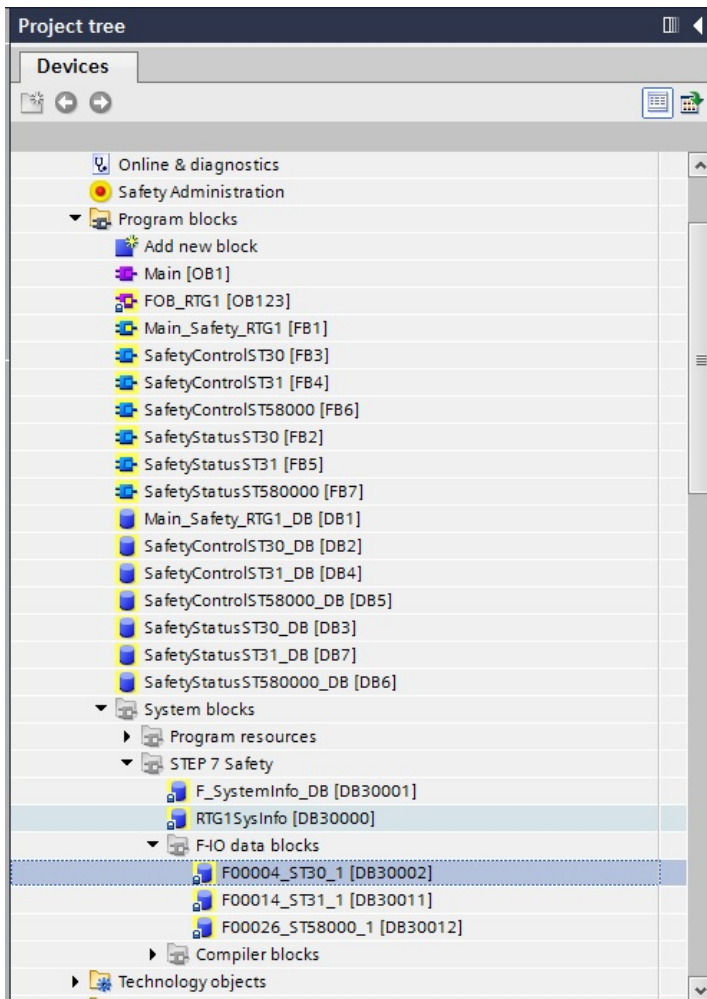 Project tree
Devices
Online & diagnostics
Safety Administration
Program blocks
Add new block
Main [OB1]
FOB_RTG1 [OB123]
Main_Safety_RTG1 [FB1]
SafetyControlST30 [FB3]
SafetyControlST31 [FB4]
SafetyControlST58000 [FB6]
SafetyStatusST30 [FB2]
SafetyStatusST31 [FB5]
SafetyStatusST580000 [FB7]
Main_Safety_RTG1_DB [DB1]
SafetyControlST30_DB [DB2]
SafetyControlST31_DB [DB4]
SafetyControlST58000_DB [DB5]
SafetyStatusST30_DB [DB3]
SafetyStatusST31_DB [DB7]
SafetyStatusST580000_DB [DB6]
System blocks
Program resources
STEP 7 Safety
F_SystemInfo_DB [DB30001]
RTG1SysInfo [DB30000]
F-IO data blocks
F00004_ST30_1 [DB30002]
F00014_ST31_1 [DB30011]
F00026_ST58000_1 [DB30012]
Compiler blocks
Technology objects